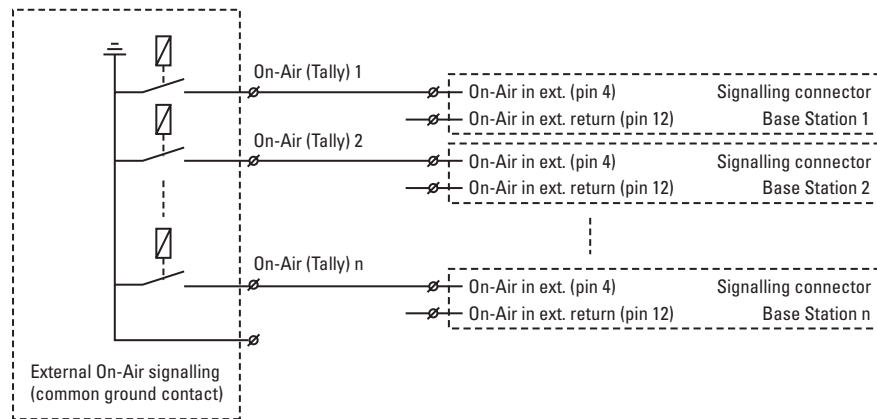 On-Air (Tally) 1
On-Air in ext. (pin 4) Signalling connector
On-Air in ext. return (pin 12) Base Station 1
On-Air (Tally) 2
On-Air in ext. (pin 4) Signalling connector
On-Air in ext. return (pin 12) Base Station 2
On-Air (Tally) n
On-Air in ext. (pin 4) Signalling connector
On-Air in ext. return (pin 12) Base Station n
External On-Air signalling
(common ground contact)